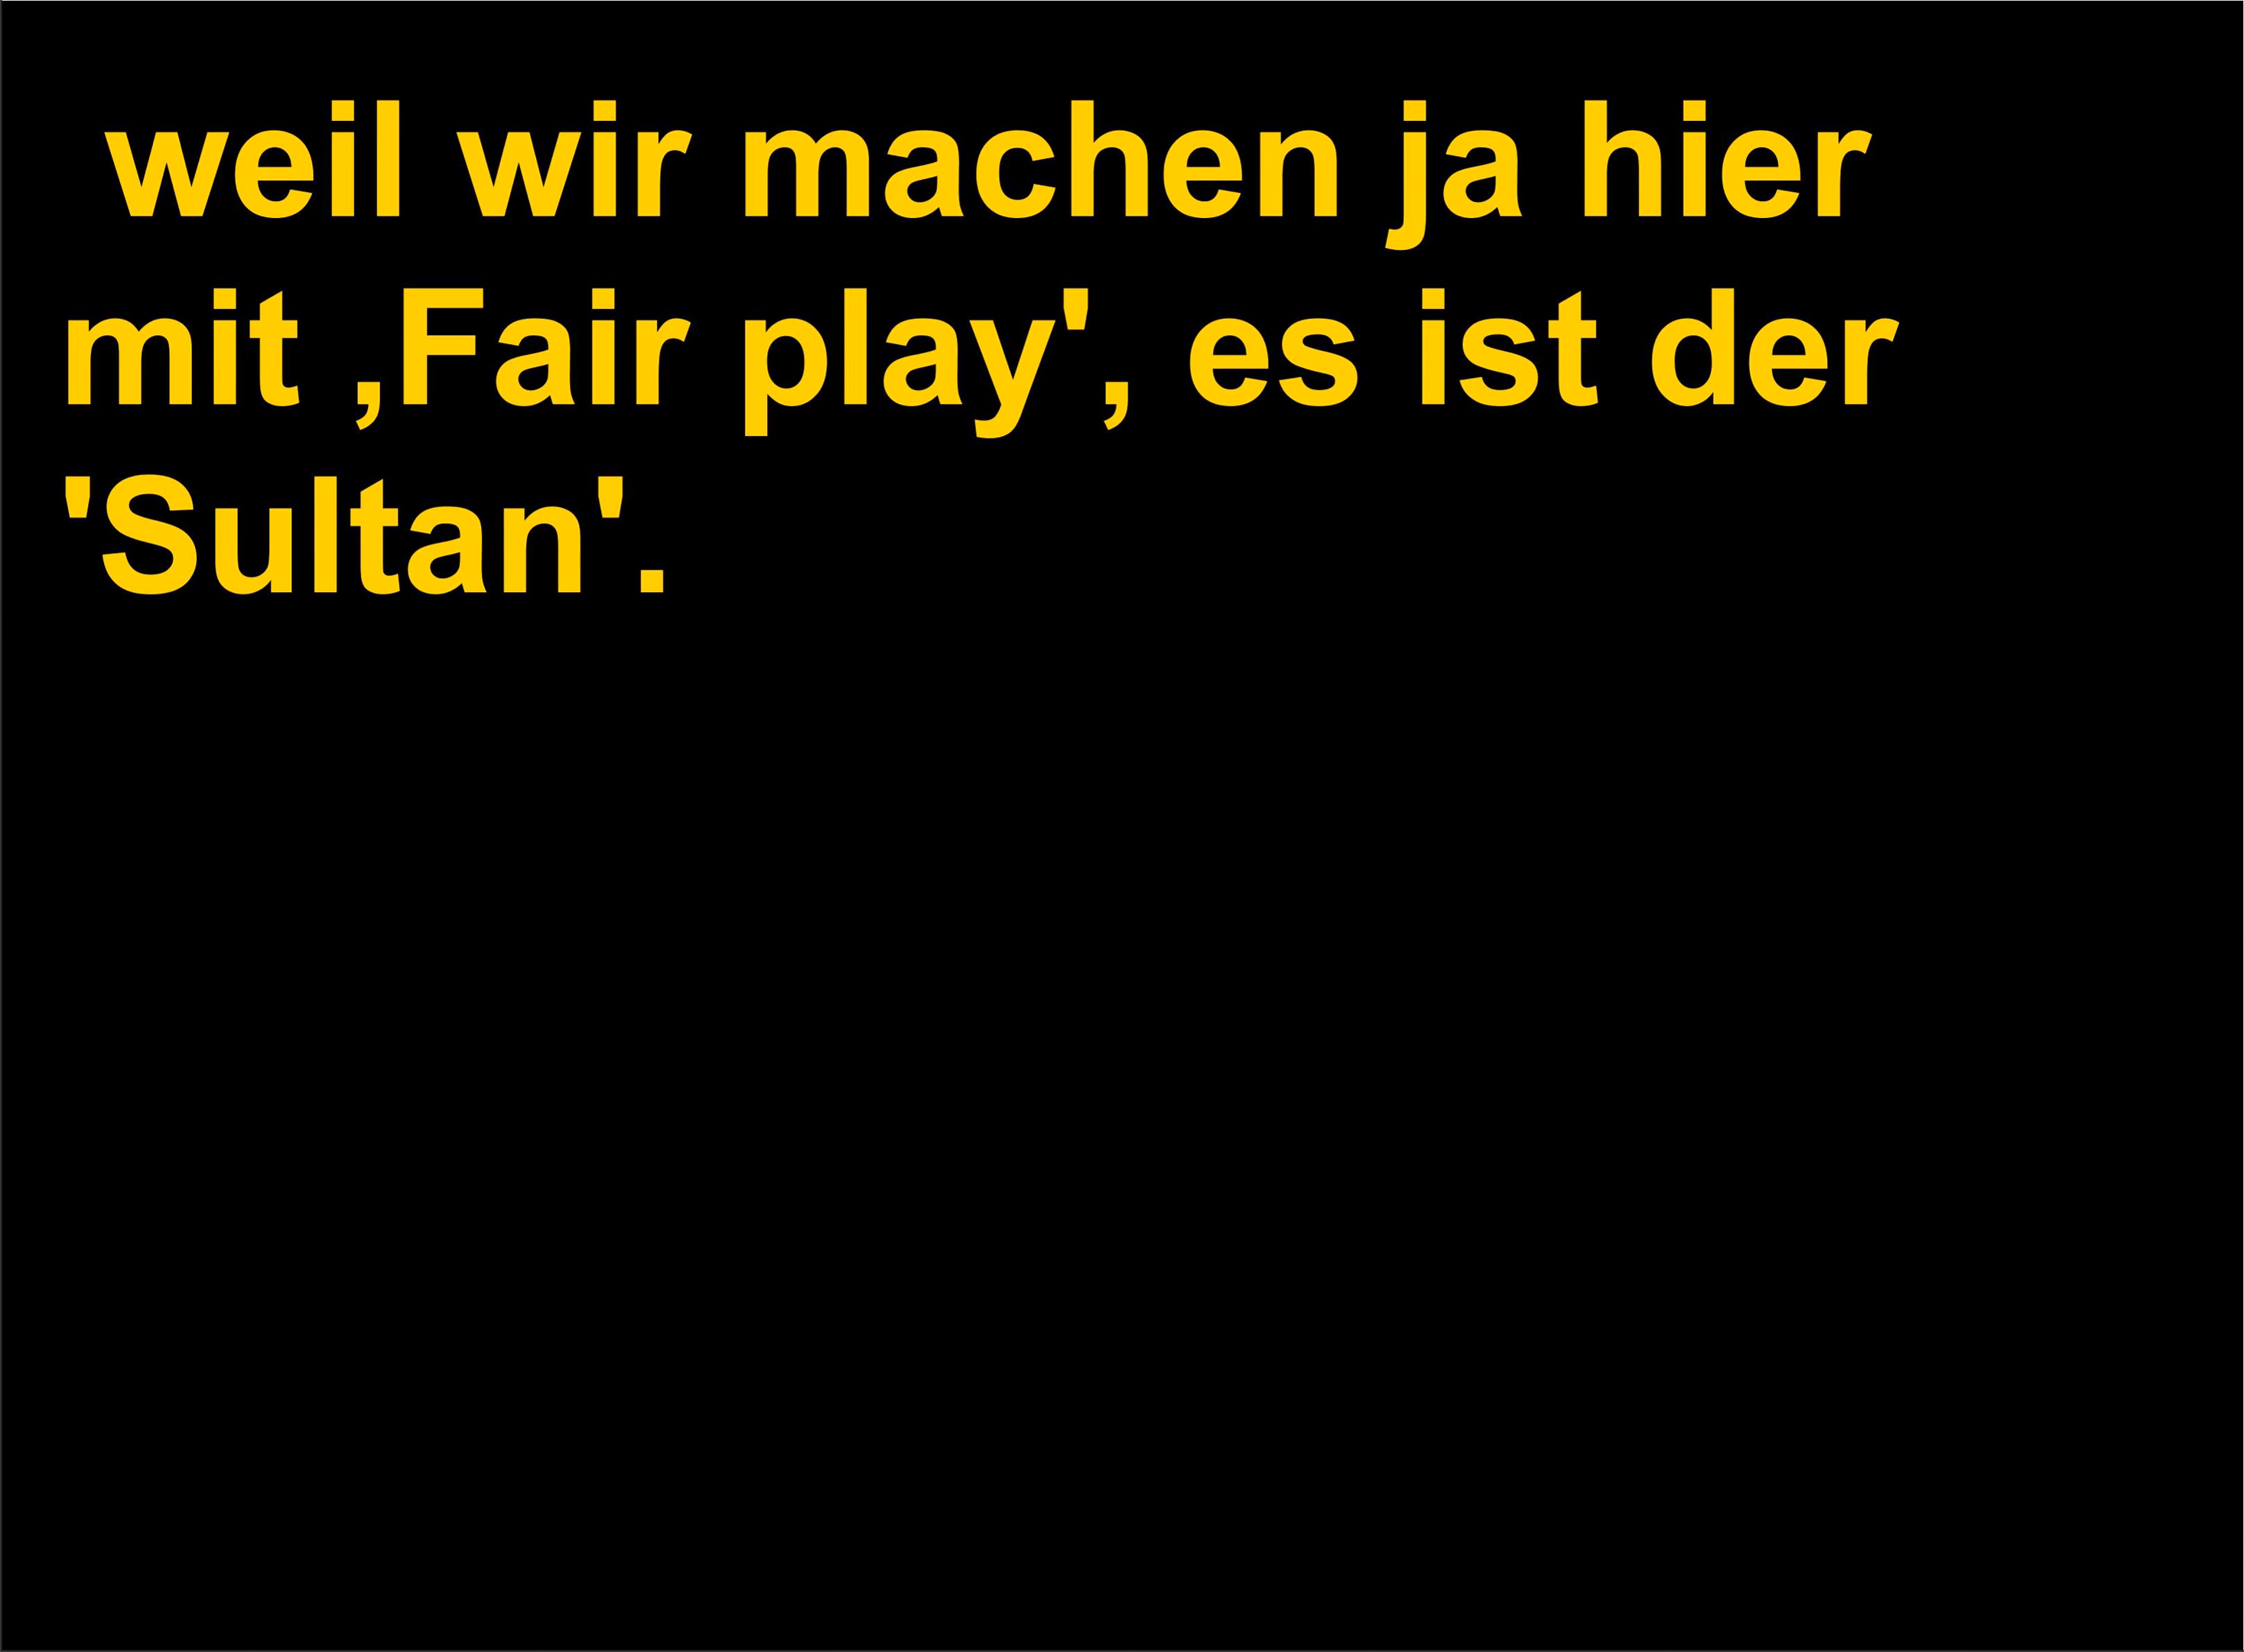 weil wir machen ja hier
mit ,Fair play', es ist der
'Sultan'.